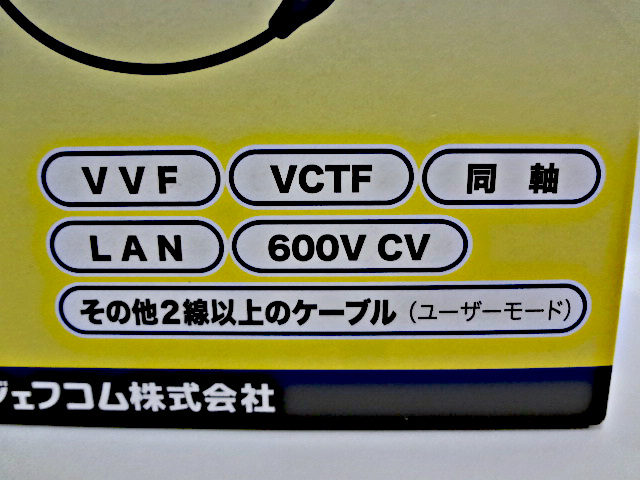 VVF VCTF 同軸
LAN 600V CV
その他2線以上のケーブル(ユーザーモード)
ジェフコム株式会社